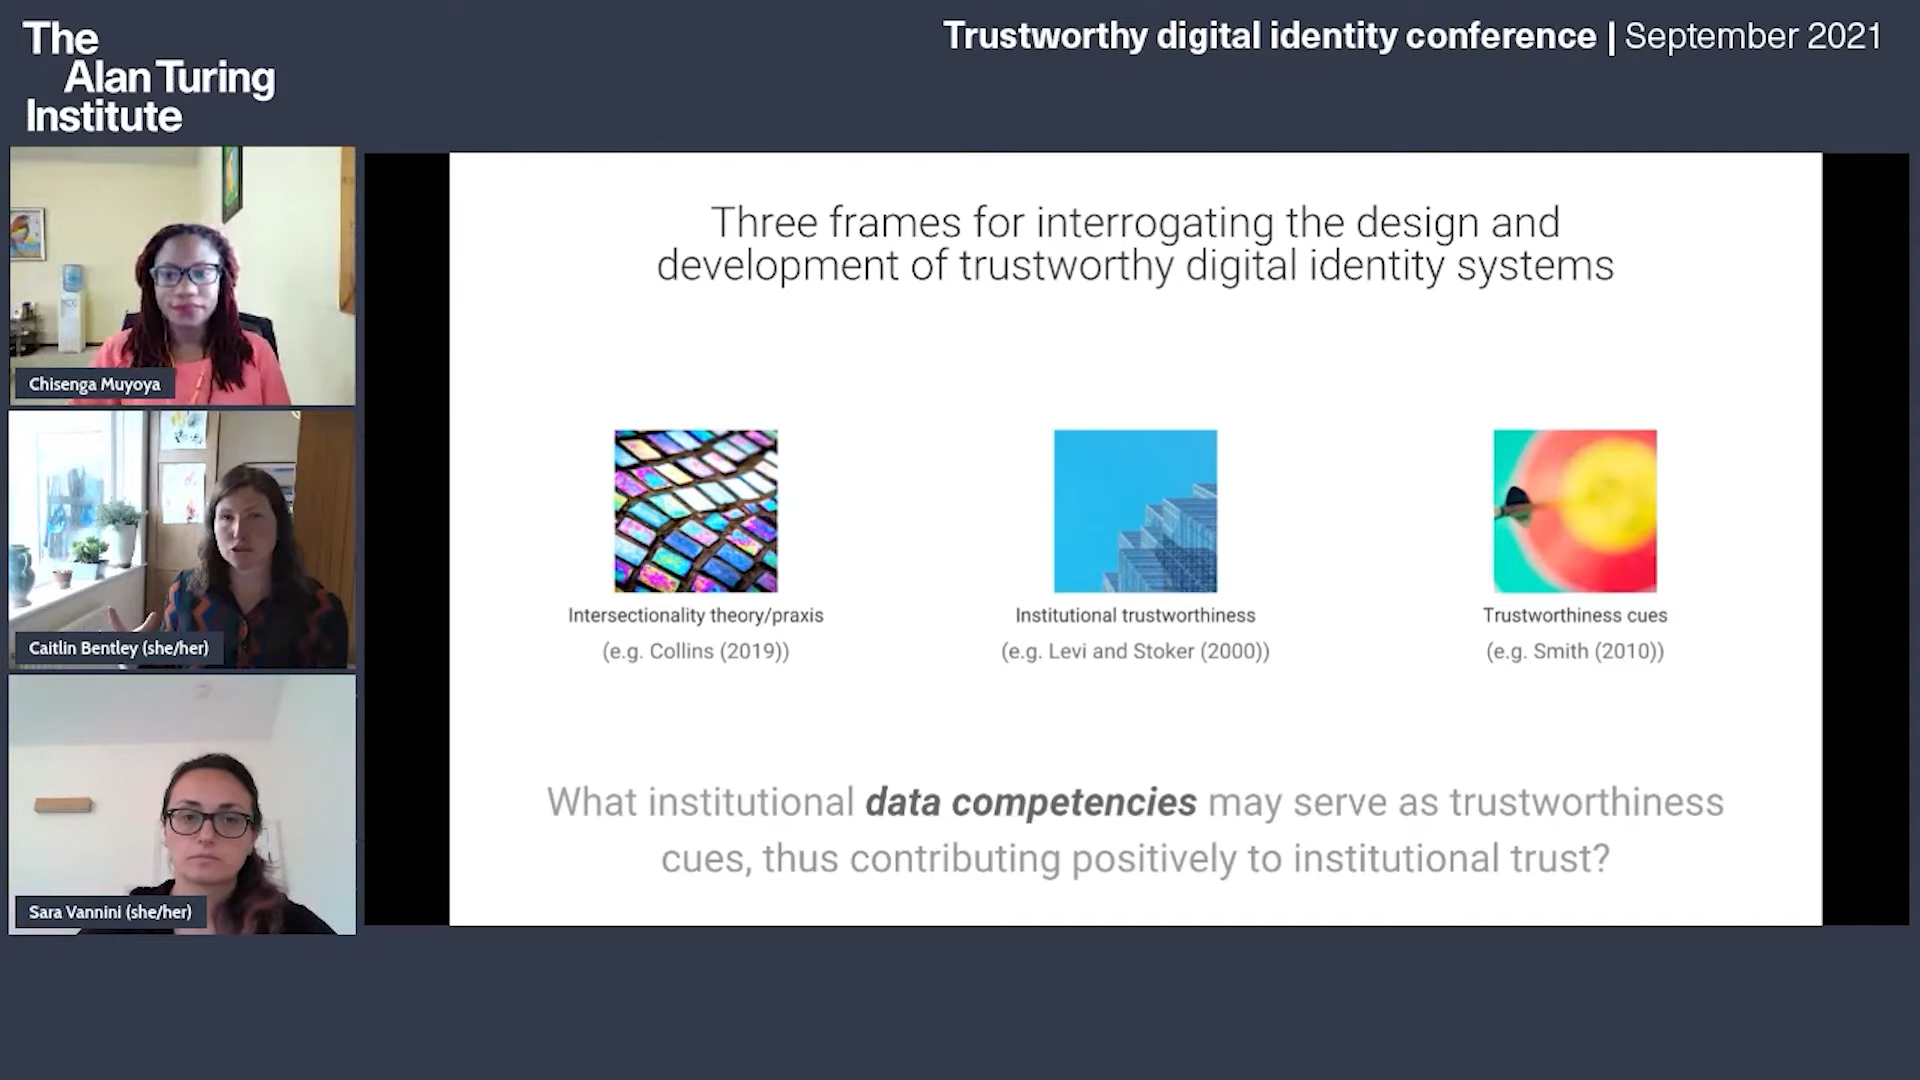 The
Alan Turing
Institute
Trustworthy digital identity conference | September 2021
Chisenga Muyoya
Caitlin Bentley (she/her)
Sara Vannini (she/her)
Three frames for interrogating the design and
development of trustworthy digital identity systems
Intersectionality theory/praxis
(e.g. Collins (2019))
Institutional trustworthiness
(e.g. Levi and Stoker (2000))
Trustworthiness cues
(e.g. Smith (2010))
What institutional data competencies may serve as trustworthiness
cues, thus contributing positively to institutional trust?